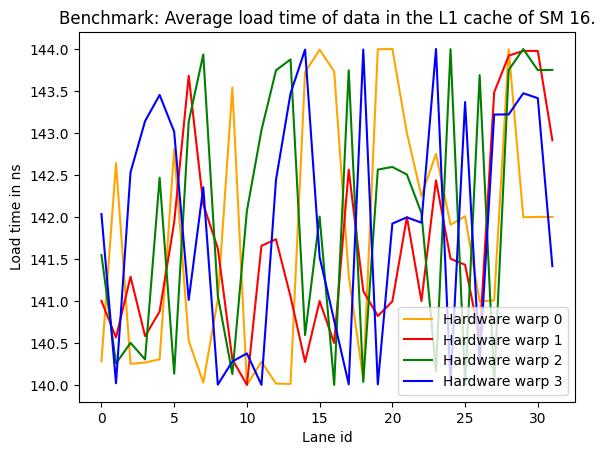 Benchmark: Average load time of data in the L1 cache of SM 16.
144.0
143.5
143.0
142.5
142.0
141.5
141.0
140.5
140.0
Load time in ns
0
5
10
15
20
25
30
Lane id
Hardware warp 0
Hardware warp 1
Hardware warp 2
Hardware warp 3